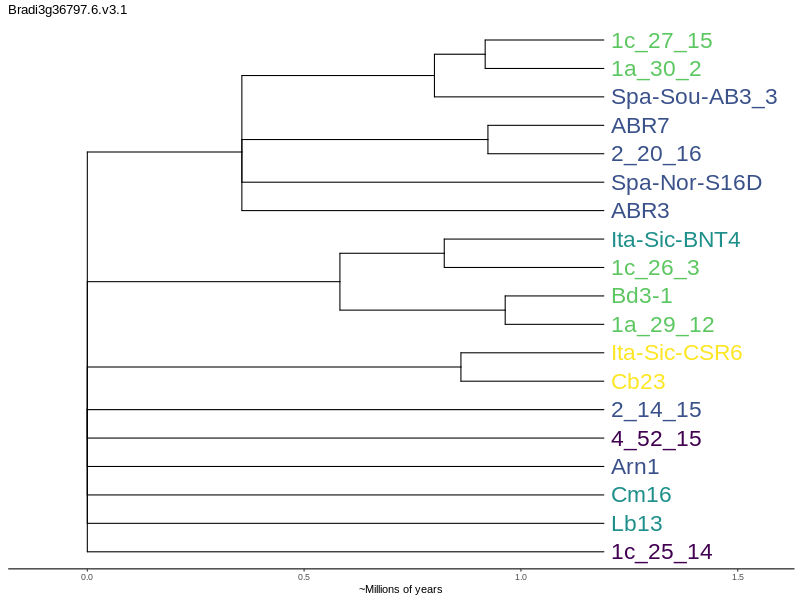 Bradi3g36797.6.v3.1
1c_27_15
1a_30_2
Spa-Sou-AB3_3
ABR7
2_20_16
Spa-Nor-S16D
ABR3
Ita-Sic-BNT4
1c_26_3
Bd3-1
1a_29_12
Ita-Sic-CSR6
Cb23
2_14_15
4_52_15
Arn1
Cm16
Lb13
1c_25_14
0.0 0.5 1.0 1.5
~Millions of years